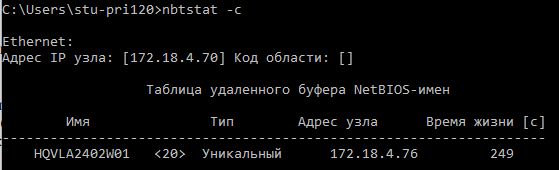 C:\Users\stu-pri120>nbtstat -c
Ethernet:
Адрес IP узла: [172.18.4.70] Код области: []
Таблица удаленного буфера NetBIOS-имен
Имя Тип Адрес узла Время жизни [с]
------------------------------------------------------------
HQVLA2402W01 <20> Уникальный 172.18.4.76 249